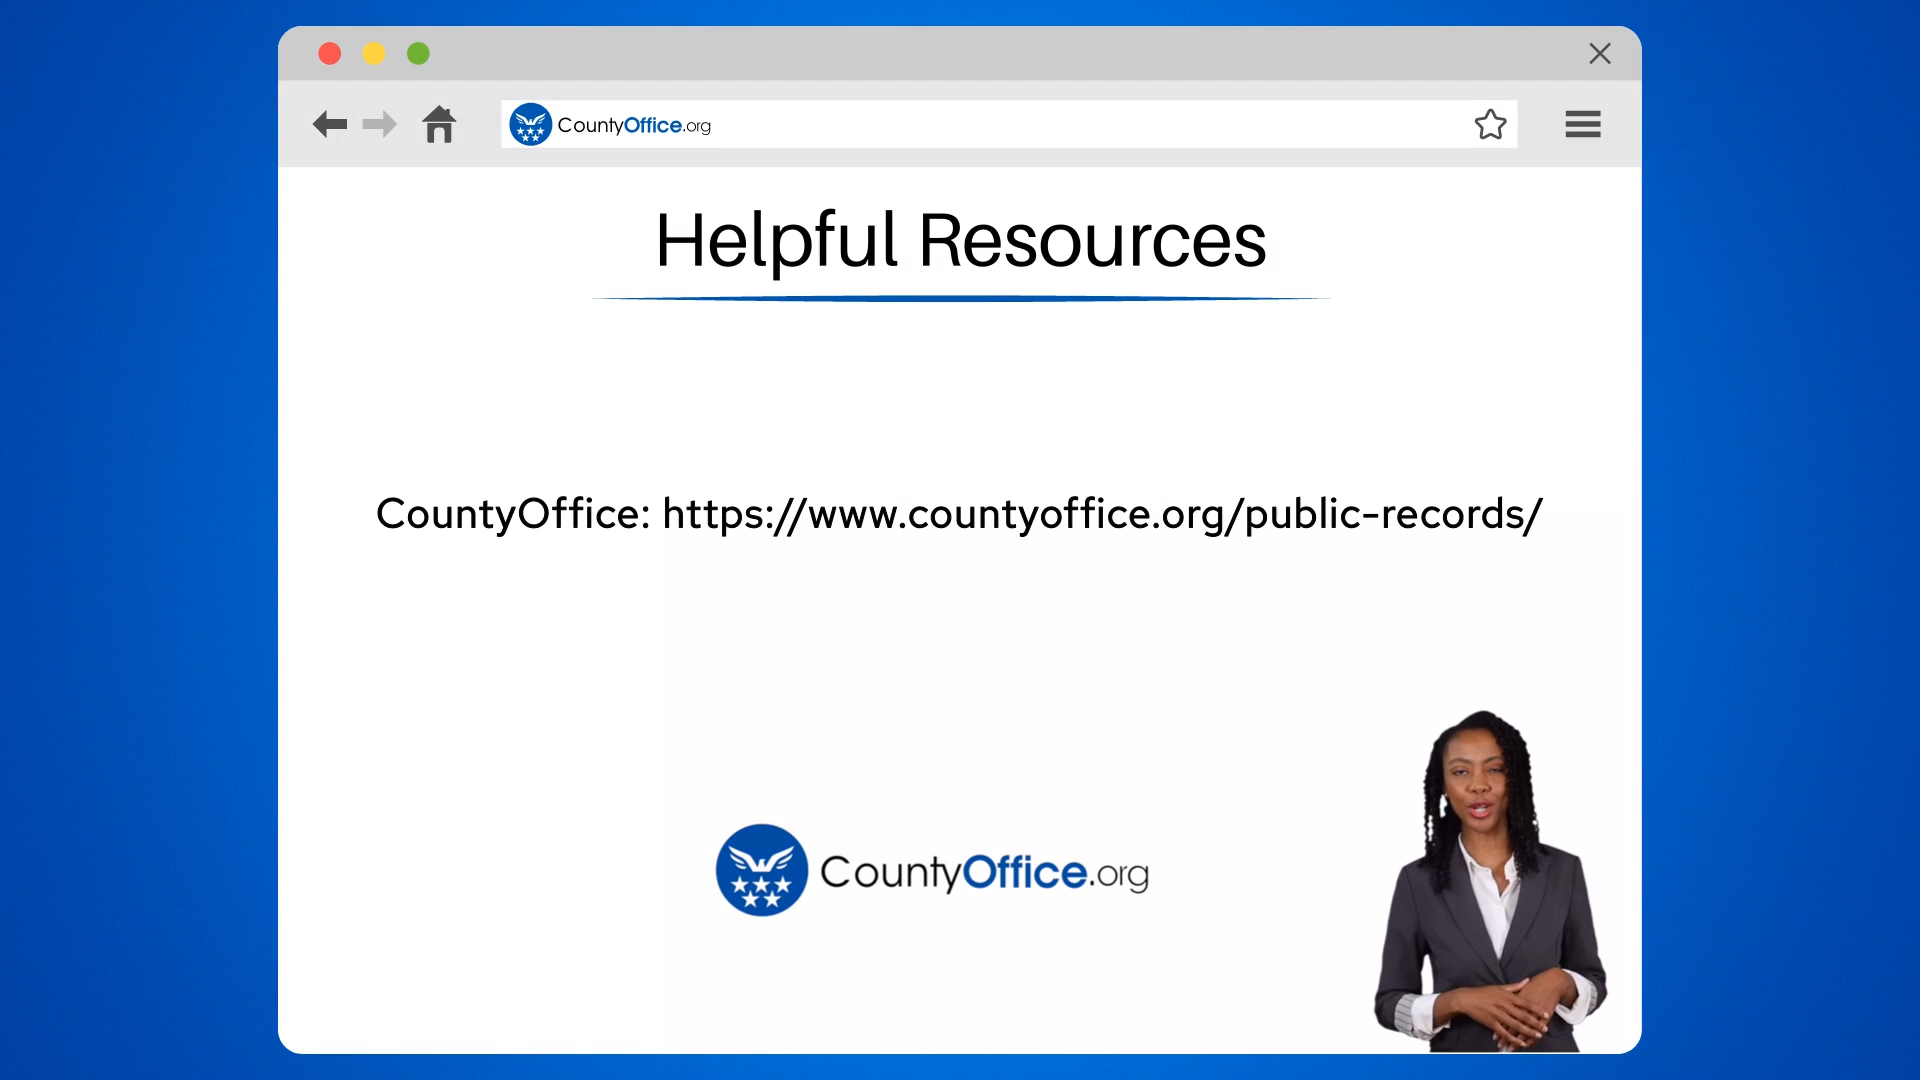 CountyOffice.org
Helpful Resources
CountyOffice: https://www.countyoffice.org/public-records/
CountyOffice.org